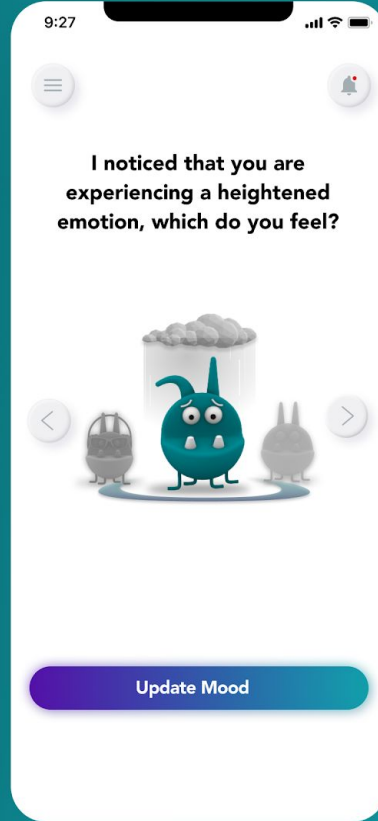 9:27
I noticed that you are
experiencing a heightened
emotion, which do you feel?
Update Mood